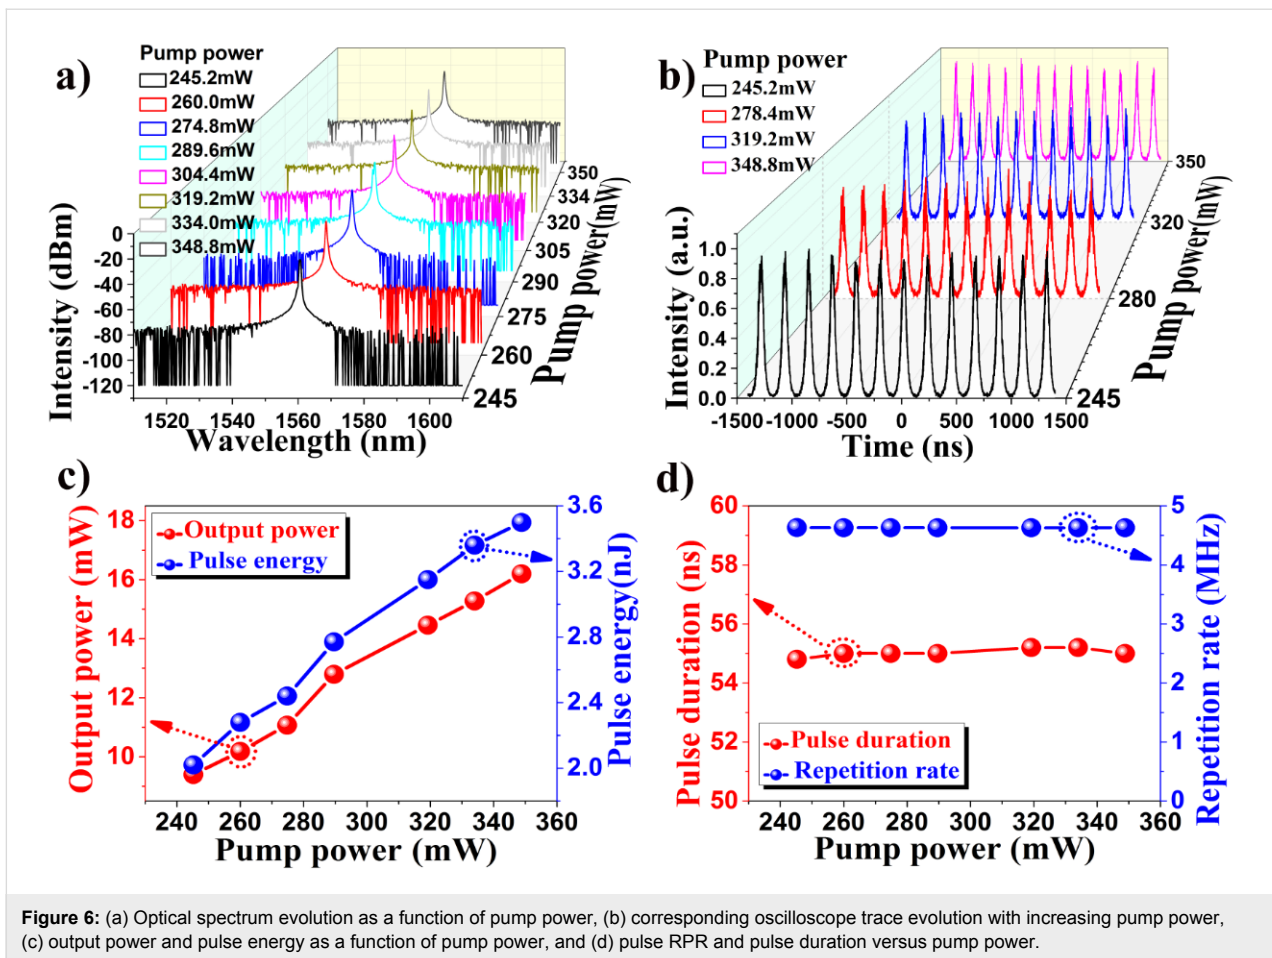 a)
Pump power
245.2mW
260.0mW
274.8mW
289.6mW
304.4mW
319.2mW
334.0mW
348.8mW
0
-20
-40
-60
-80
-100
-120
Intensity (dBm)
1520 1540 1560 1580 1600
Wavelength (nm)
245
260
275
290
305
320
334
350
Pump power(mW)
b)
Pump power
245.2mW
278.4mW
319.2mW
348.8mW
1.0
0.8
0.6
0.4
0.2
0.0
Intensity (a.u.)
-1500 -1000 -500 0 500 1000 1500
Time (ns)
245
280
320
350
Pump power(mW)
c)
Output power
Pulse energy
18
16
14
12
10
Output power (mW)
3.6
3.2
2.8
2.4
2.0
Pulse energy(nJ)
240 260 280 300 320 340 360
Pump power (mW)
d)
60
58
56
54
52
50
Pulse duration (ns)
Pulse duration
Repetition rate
5
4
3
2
1
0
Repetition rate (MHz)
240 260 280 300 320 340 360
Pump power (mW)
Figure 6: (a) Optical spectrum evolution as a function of pump power, (b) corresponding oscilloscope trace evolution with increasing pump power,
(c) output power and pulse energy as a function of pump power, and (d) pulse RPR and pulse duration versus pump power.